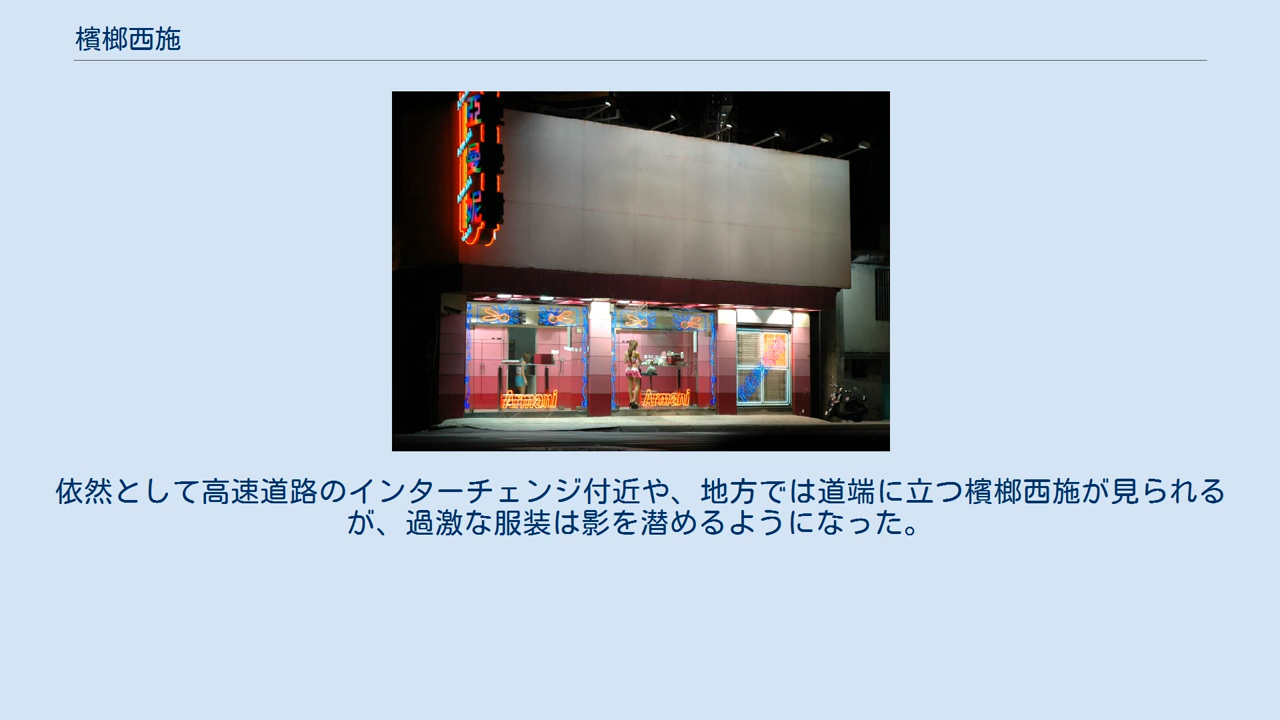 檳榔西施
Armani
Armani
依然として高速道路のインターチェンジ付近や、地方では道端に立つ檳榔西施が見られる
が、過激な服装は影を潜めるようになった。